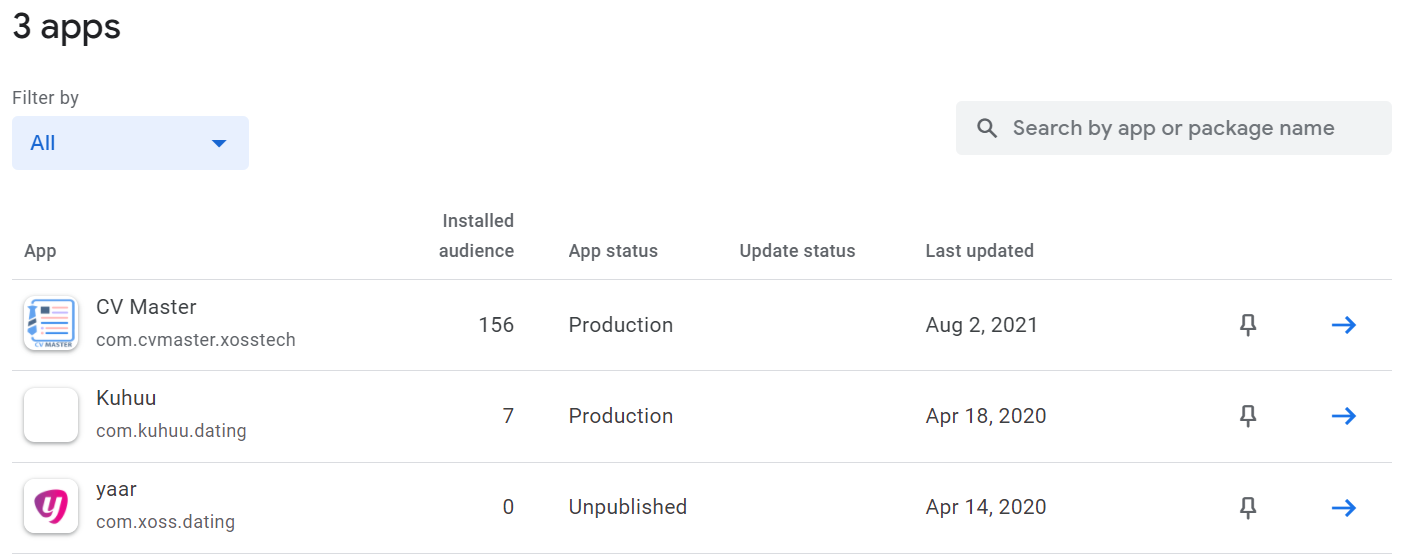 3 apps
Filter by
All
Search by app or package name
Installed
App audience App status Update status Last updated
CV Master
156 Production Aug 2, 2021
com.cvmaster.xosstech
CV MASTER
Kuhuu
7 Production Apr 18, 2020
com.kuhuu.dating
yaar
y
0 Unpublished Apr 14, 2020
com.xoss.dating